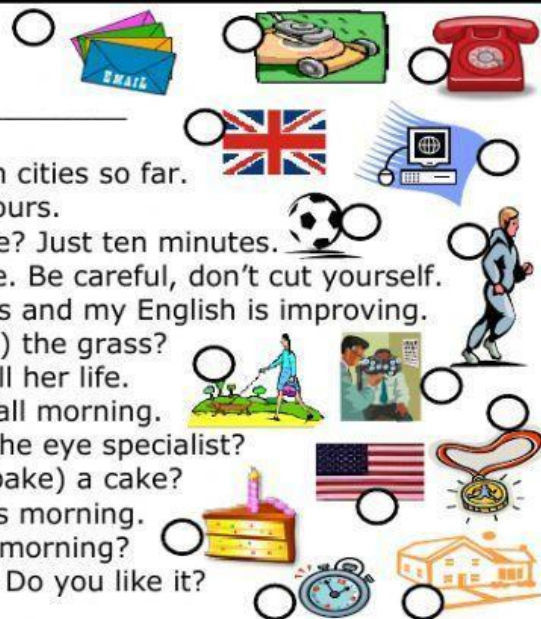 EMAIL
cities so far.
ours.
e? Just ten minutes.
e. Be careful, don't cut yourself.
s and my English is improving.
) the grass?
ll her life.
all morning.
he eye specialist?
bake) a cake?
s morning.
morning?
Do you like it?